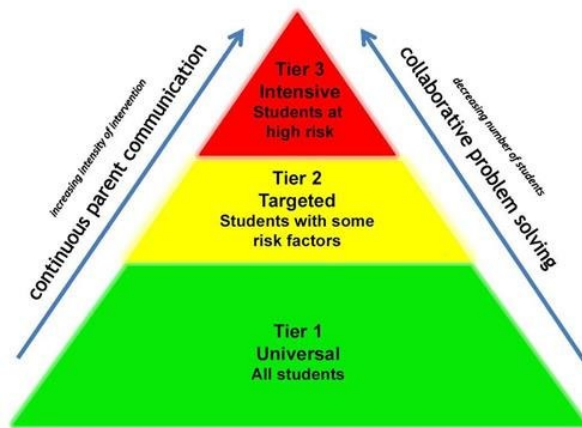 Tier 3
Intensive
Students at
high risk
Tier 2
Targeted
Students with some
risk factors
Tier 1
Universal
All students
increasing intensity of intervention
continuous parent communication
decreasing number of students
collaborative problem solving